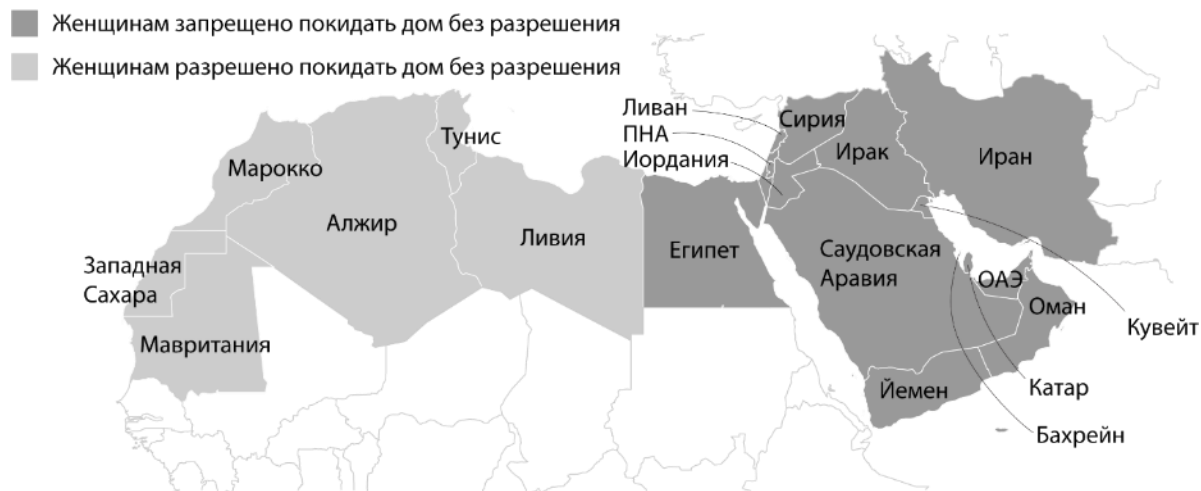 Женщинам запрещено покидать дом без разрешения
Женщинам разрешено покидать дом без разрешения
Ливан
ПНА
Иордания
Сирия
Ирак
Иран
Тунис
Марокко
Алжир
Ливия
Египет
Саудовская
Аравия
ОАЭ
Оман
Кувейт
Западная
Сахара
Мавритания
Йемен
Катар
Бахрейн